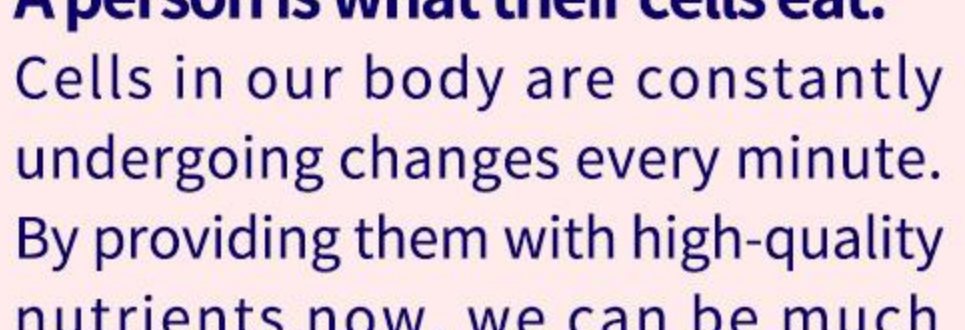 A person is what their cells eat.
Cells in our body are constantly
undergoing changes every minute.
By providing them with high-quality
nutrients now, we can be much